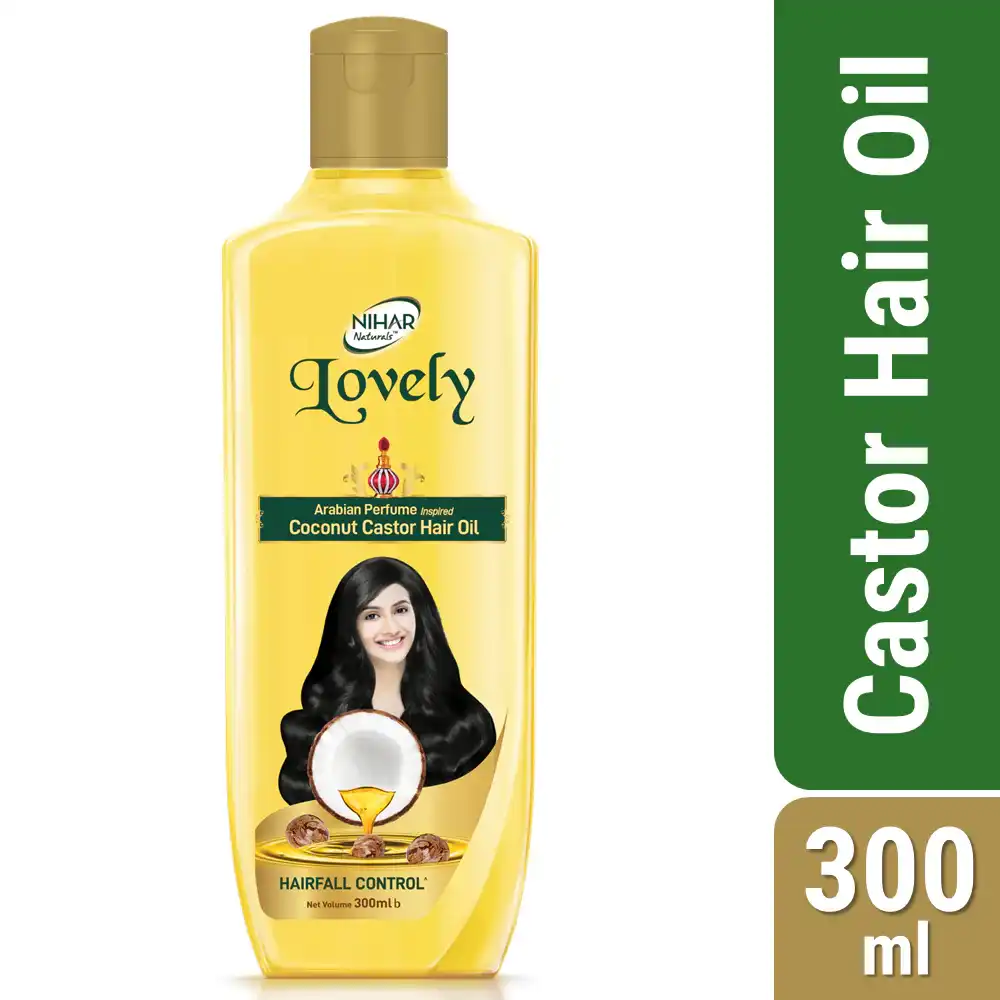 NIHAR
Naturals™
Lovely
Arabian Perfume Inspired
Coconut Castor Hair Oil
HAIRFALL CONTROL^
Net Volume 300ml b
Castor Hair Oil
300
ml